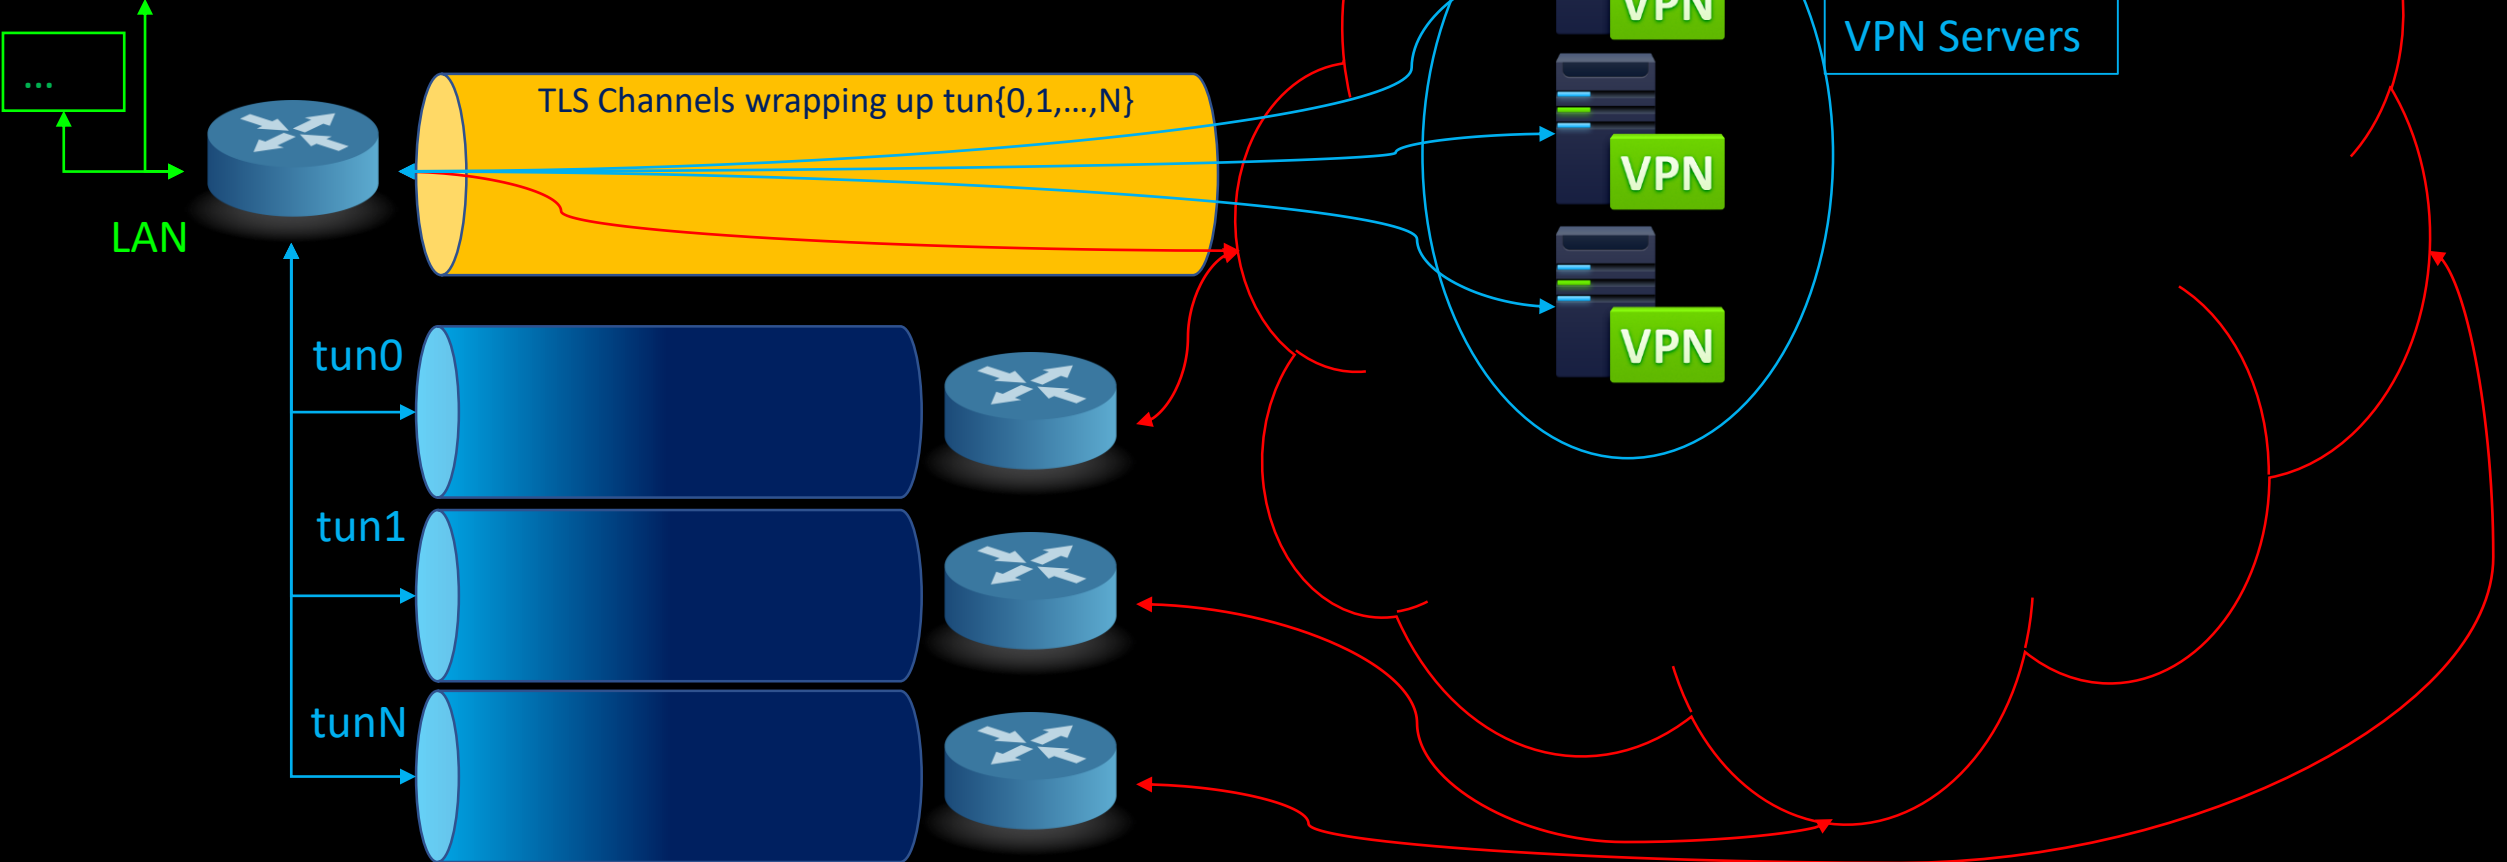 VPN
VPN Servers
...
TLS Channels wrapping up tun{0,1,...,N}
VPN
LAN
VPN
tun0
tun1
tunN